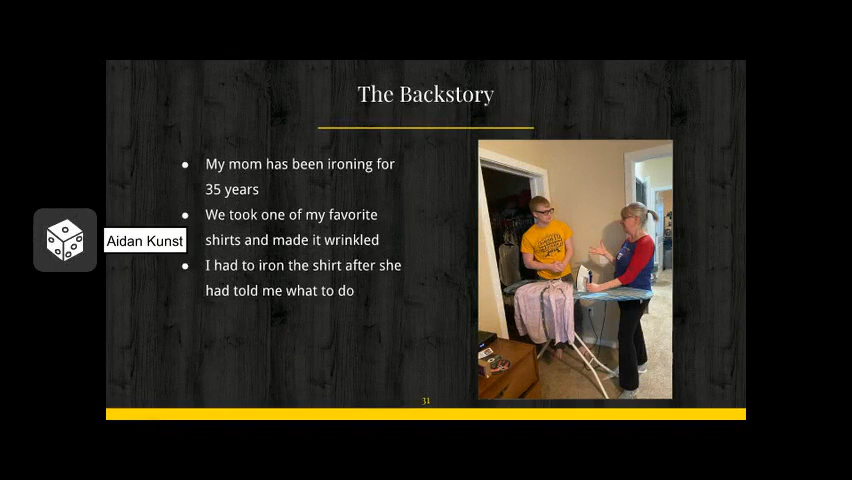 The Backstory
● My mom has been ironing for
35 years
● We took one of my favorite
shirts and made it wrinkled
● I had to iron the shirt after she
had told me what to do
Aidan Kunst
31